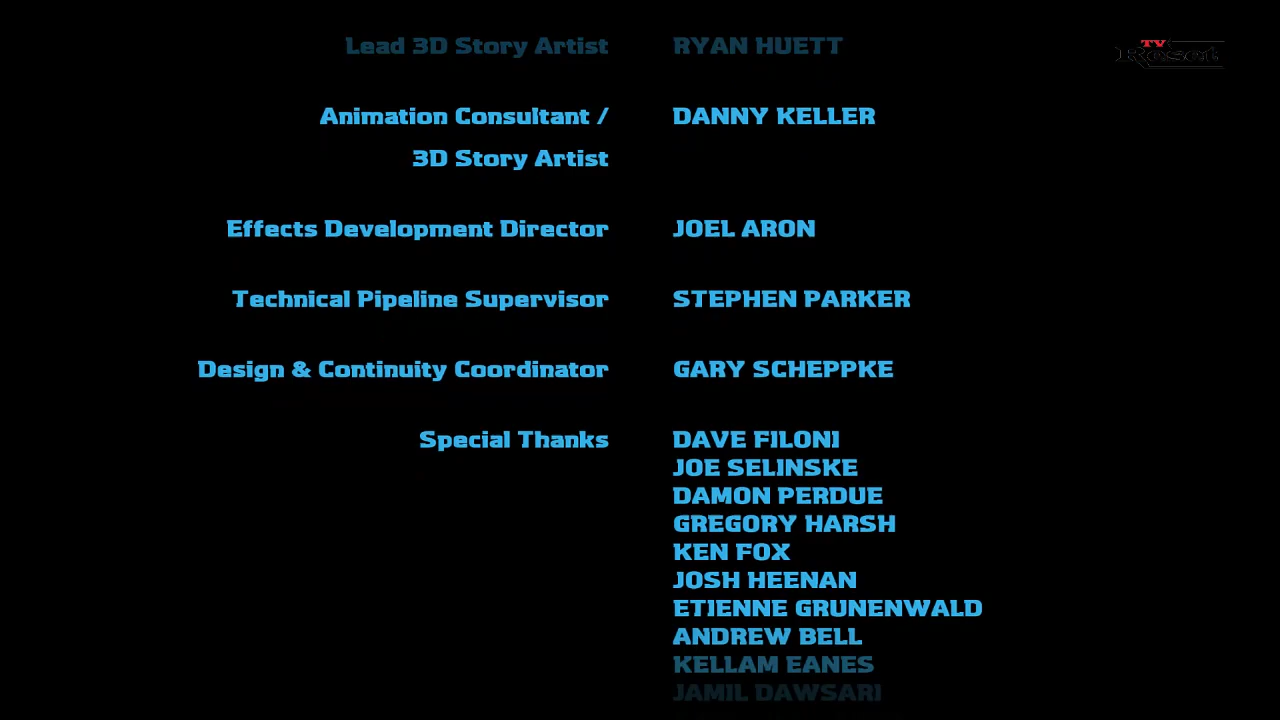 Lead 3D Story Artist RYAN HUETT
TV
Reset
Animation Consultant / DANNY KELLER
3D Story Artist
Effects Development Director JOEL ARON
Technical Pipeline Supervisor STEPHEN PARKER
Design & Continuity Coordinator GARY SCHEPPKE
Special Thanks DAVE FILONI
JOE SELINSKE
DAMON PERDUE
GREGORY HARSH
KEN FOX
JOSH HEENAN
ETIENNE GRUNENWALD
ANDREW BELL
KELLAM EANES
JAMIL DAWSARI